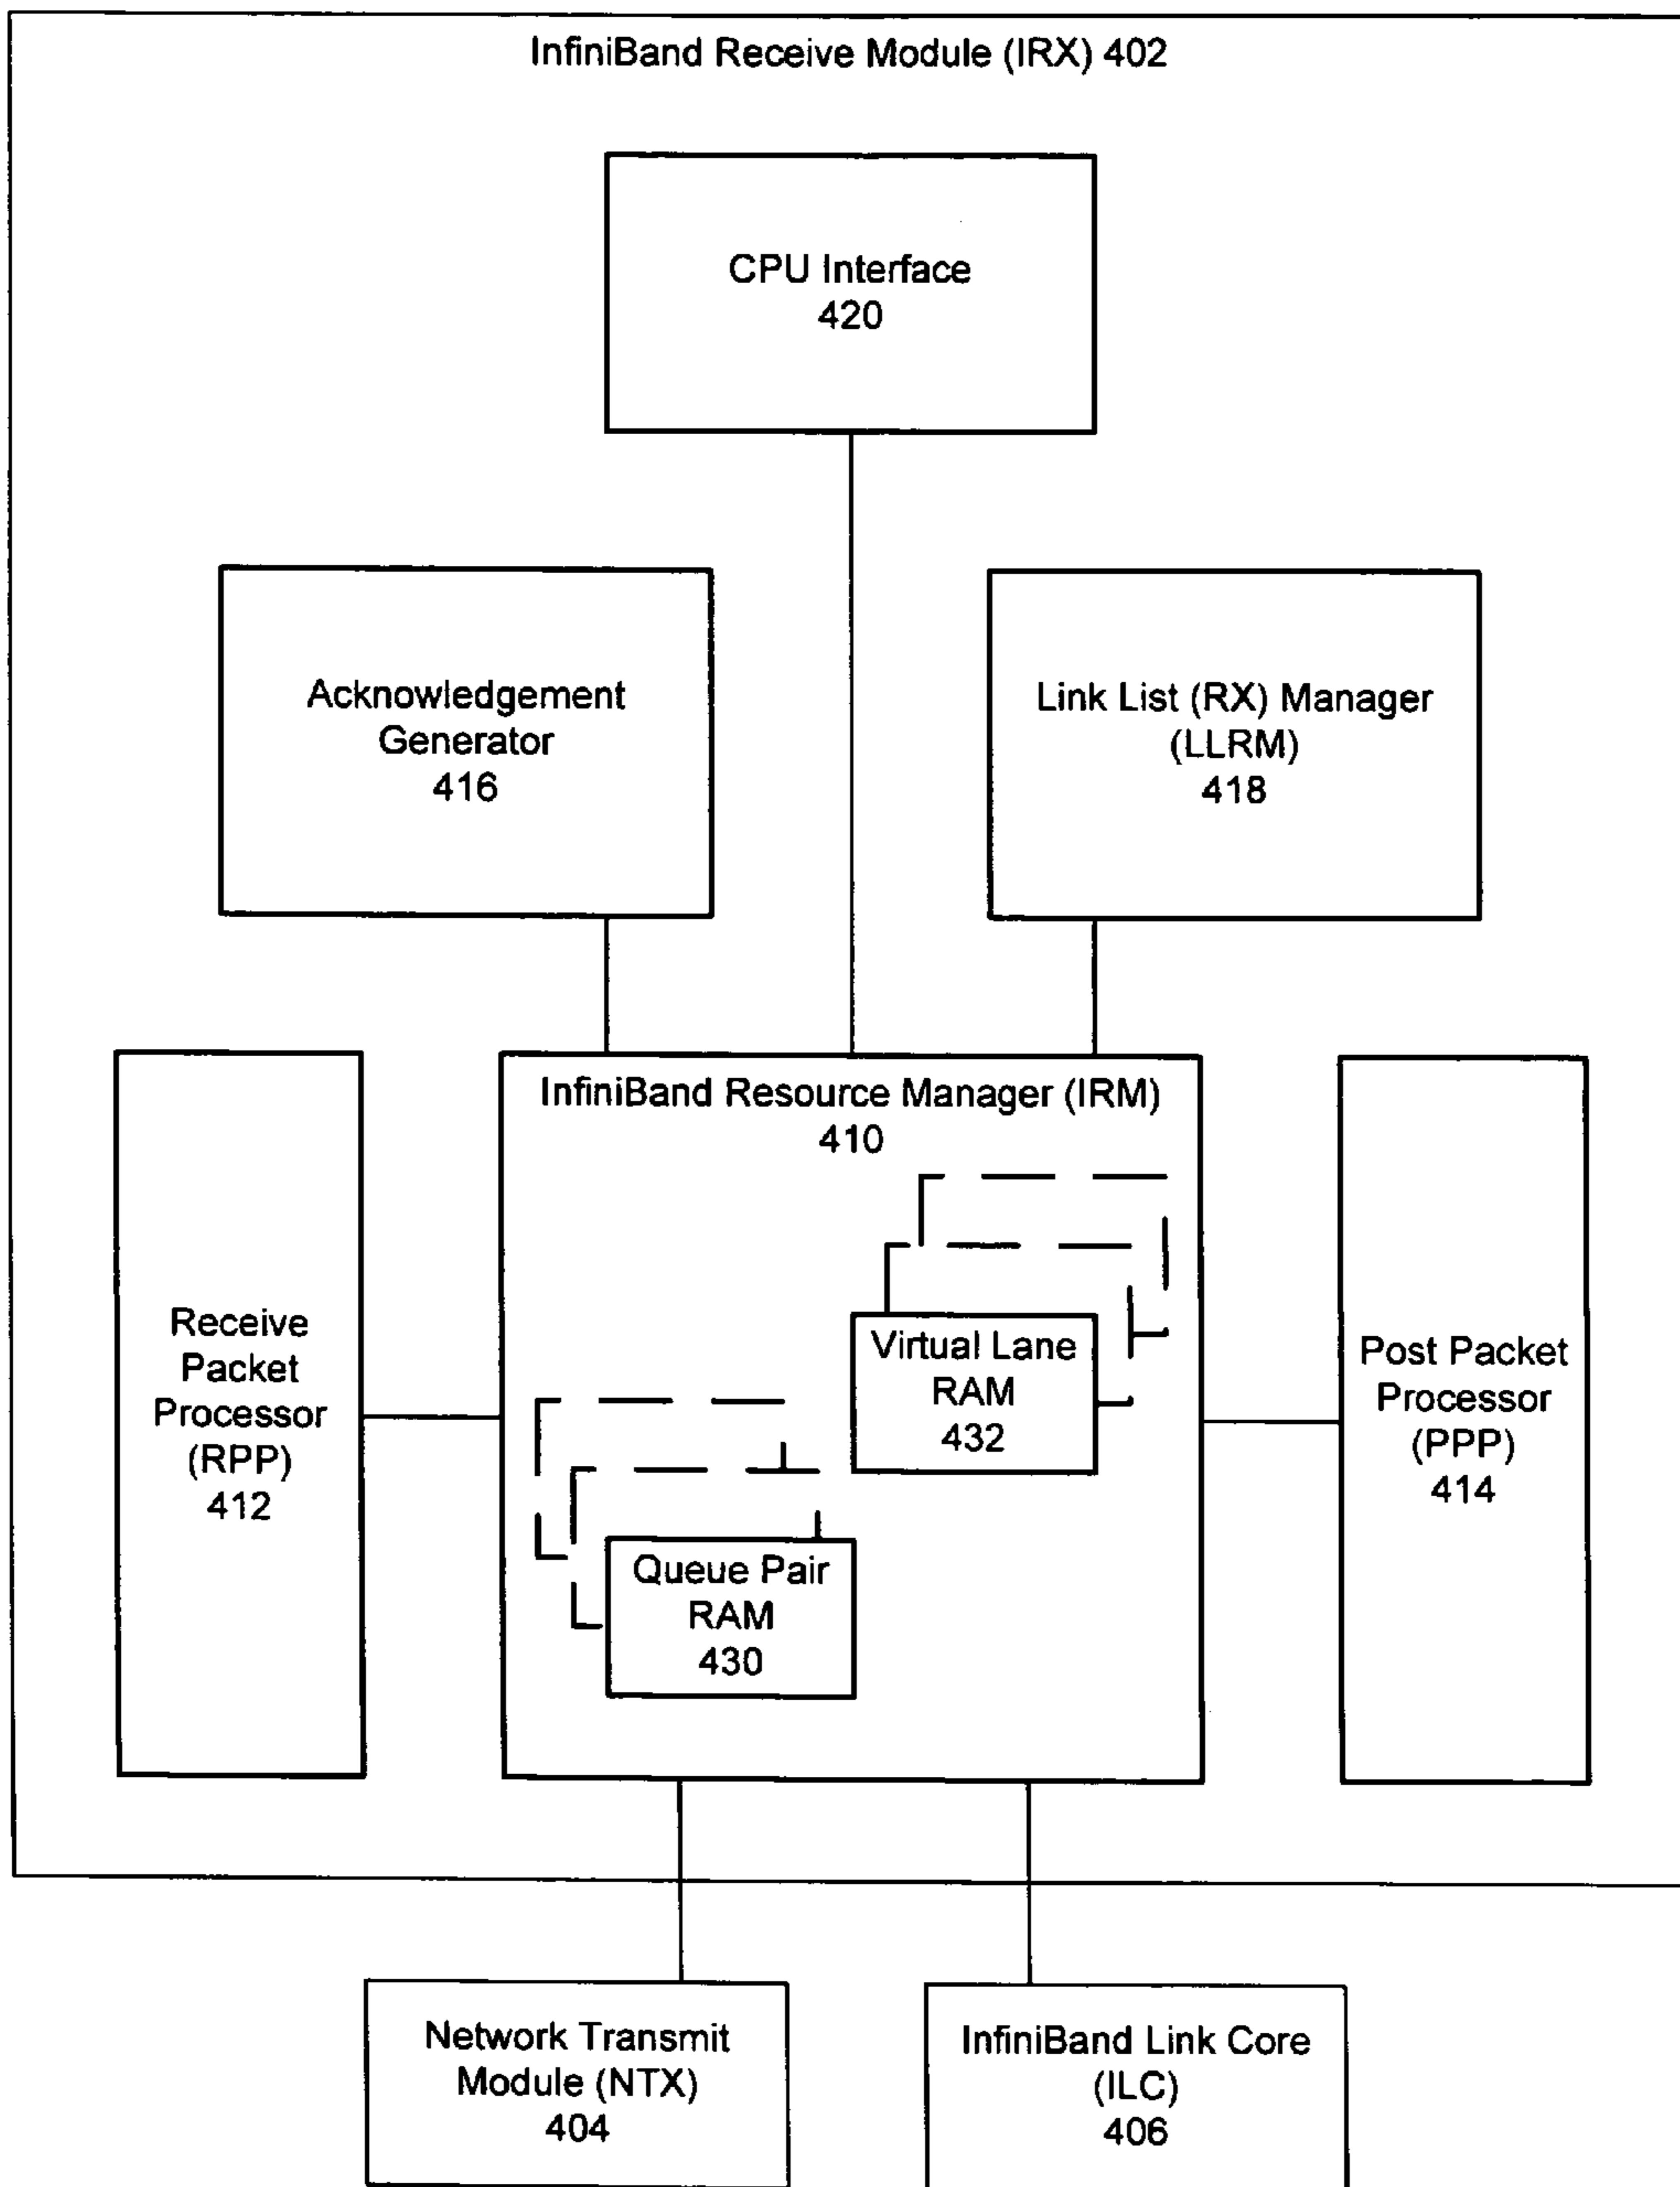 InfiniBand Receive Module (IRX) 402
CPU Interface
420
Acknowledgement
Generator
416
Link List (RX) Manager
(LLRM)
418
InfiniBand Resource Manager (IRM)
410
Receive
Packet
Processor
(RPP)
412
Virtual Lane
RAM
432
Queue Pair
RAM
430
Post Packet
Processor
(PPP)
414
Network Transmit
Module (NTX)
404
InfiniBand Link Core
(ILC)
406